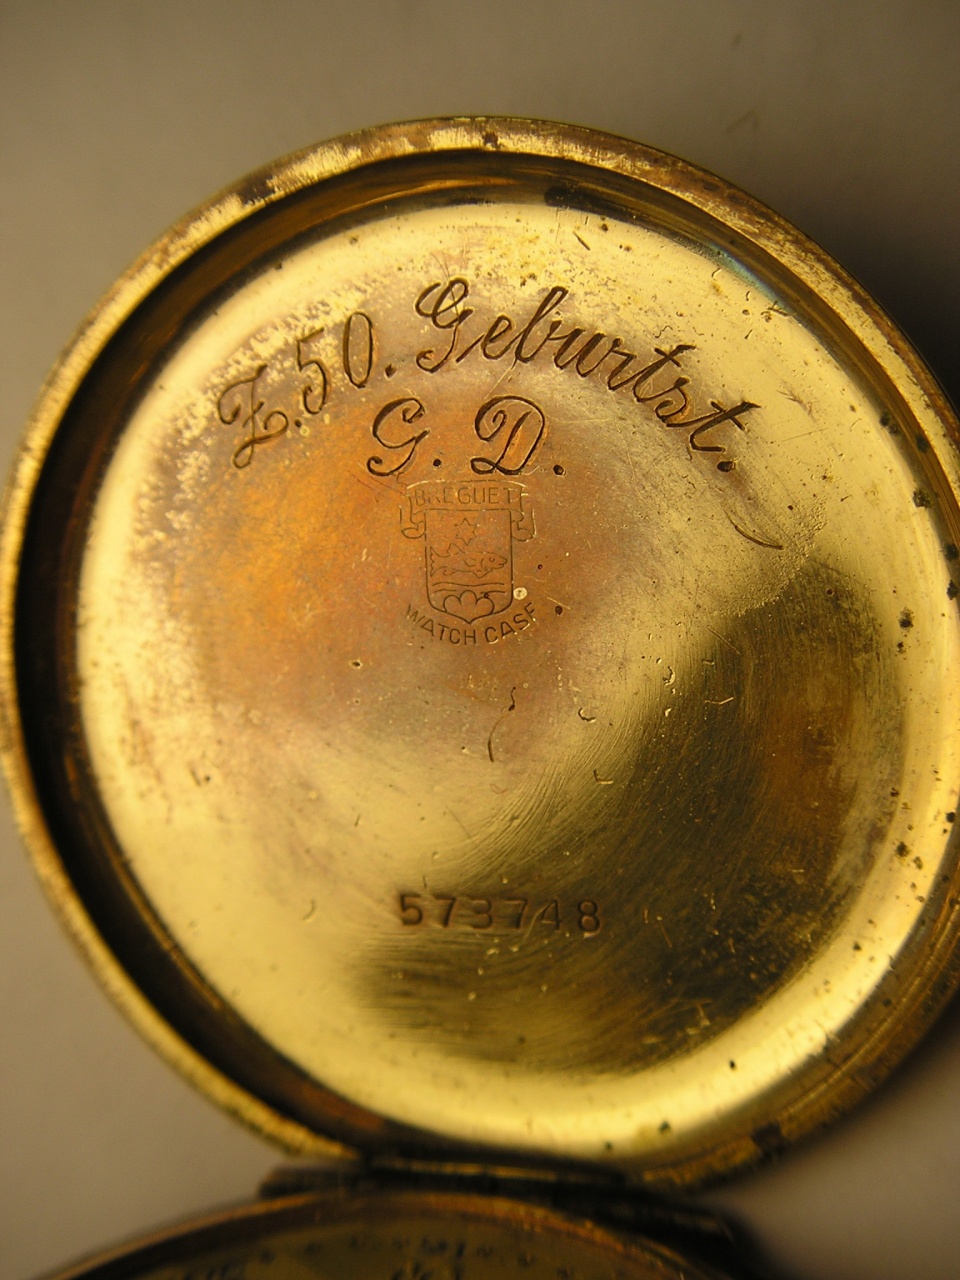 Z. 50. Geburtst.
G. D.
BREGUET
WATCH CASE
573748